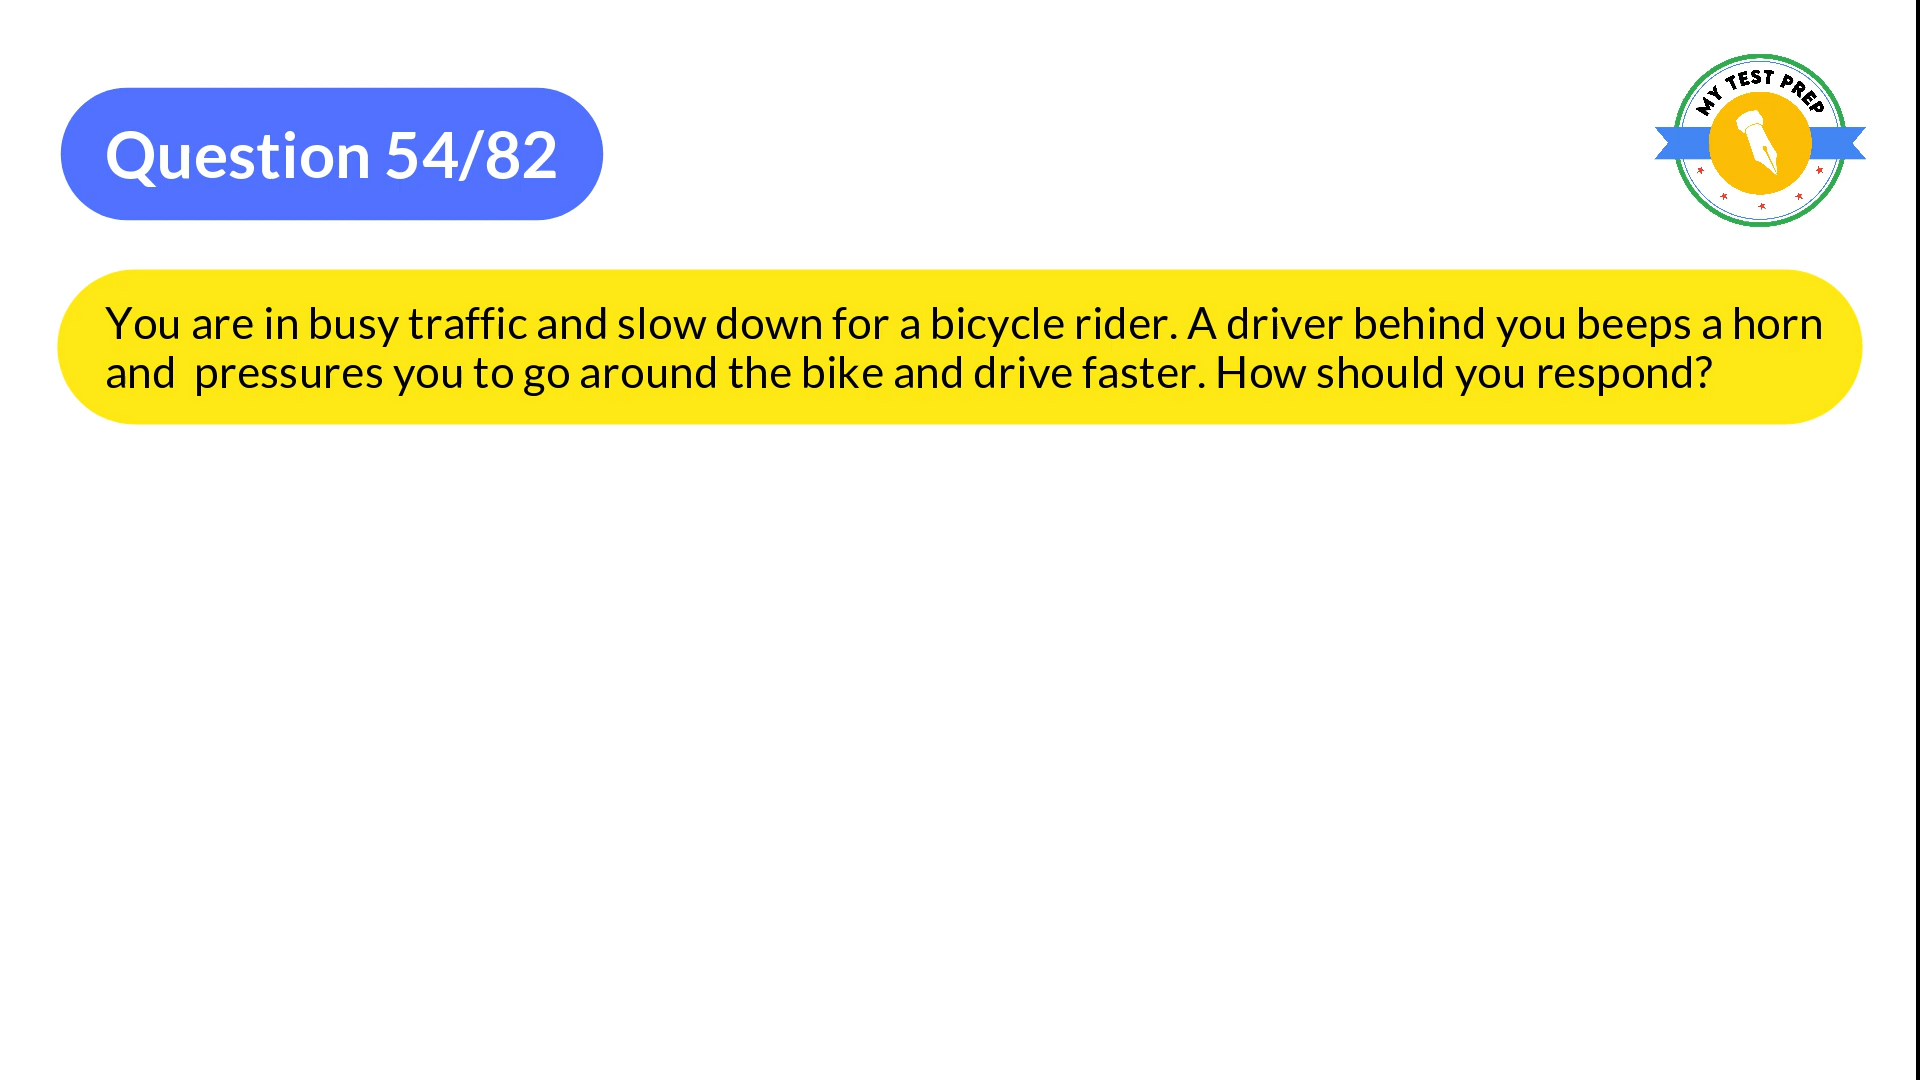 MY TEST PREP
Question 54/82
You are in busy traffic and slow down for a bicycle rider. A driver behind you beeps a horn
and  pressures you to go around the bike and drive faster. How should you respond?